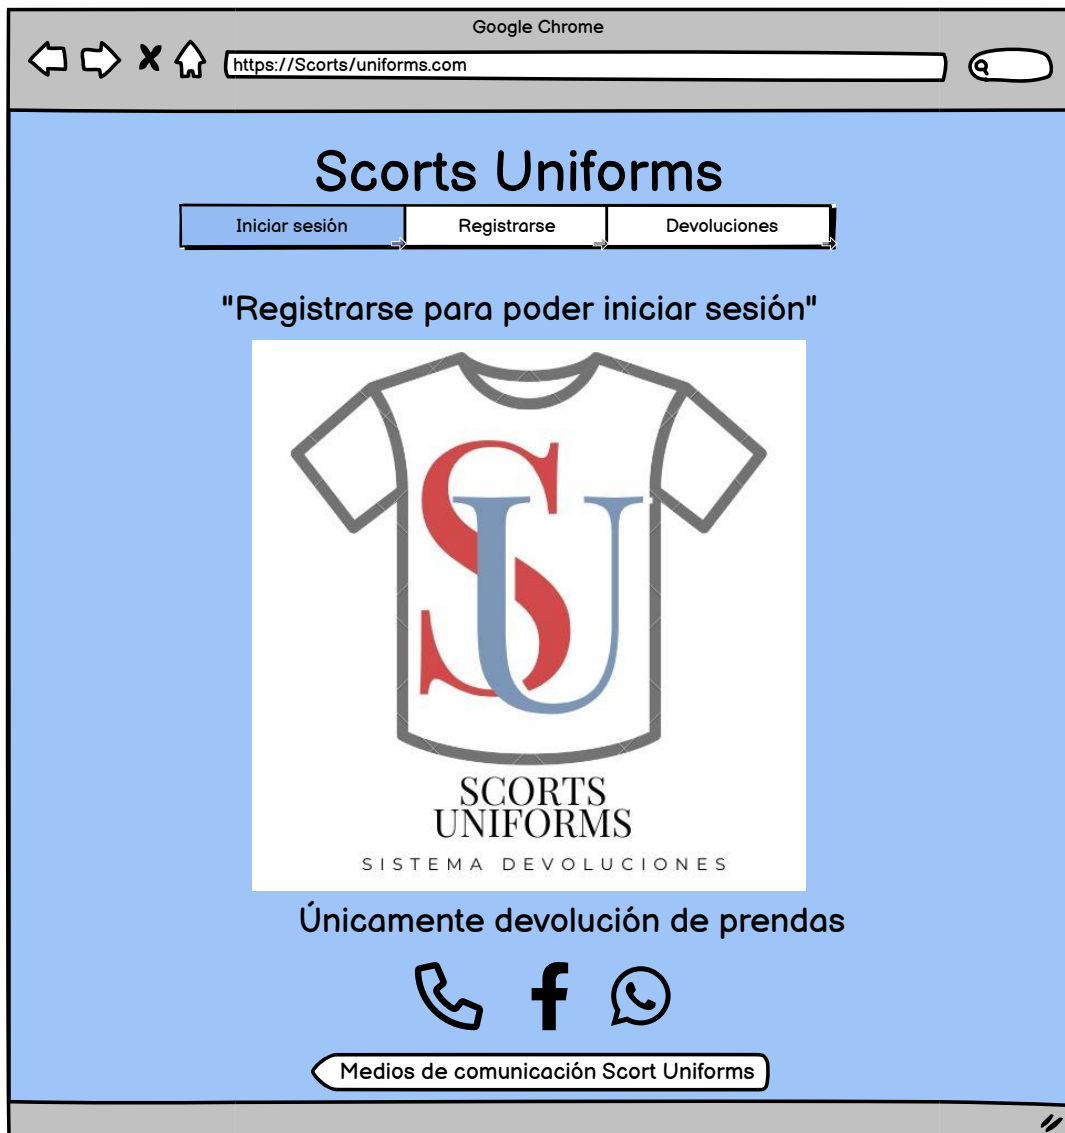 Google Chrome
https://Scorts/uniforms.com
Scorts Uniforms
Iniciar sesión
Registrarse
Devoluciones
"Registrarse para poder iniciar sesión"
SU
SCORTS
UNIFORMS
SISTEMA DEVOLUCIONES
Únicamente devolución de prendas
Medios de comunicación Scort Uniforms